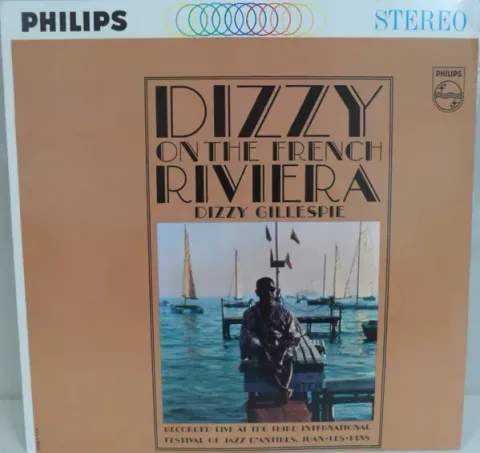 PHILIPS
STEREO
PHILIPS
DIZZY
ON THE FRENCH
RIVIERA
DIZZY GILLESPIE
RECORDED LIVE AT THE THIRD INTERNATIONAL
FESTIVAL OF JAZZ D'ANTIBES, JUAN-LES-PINS